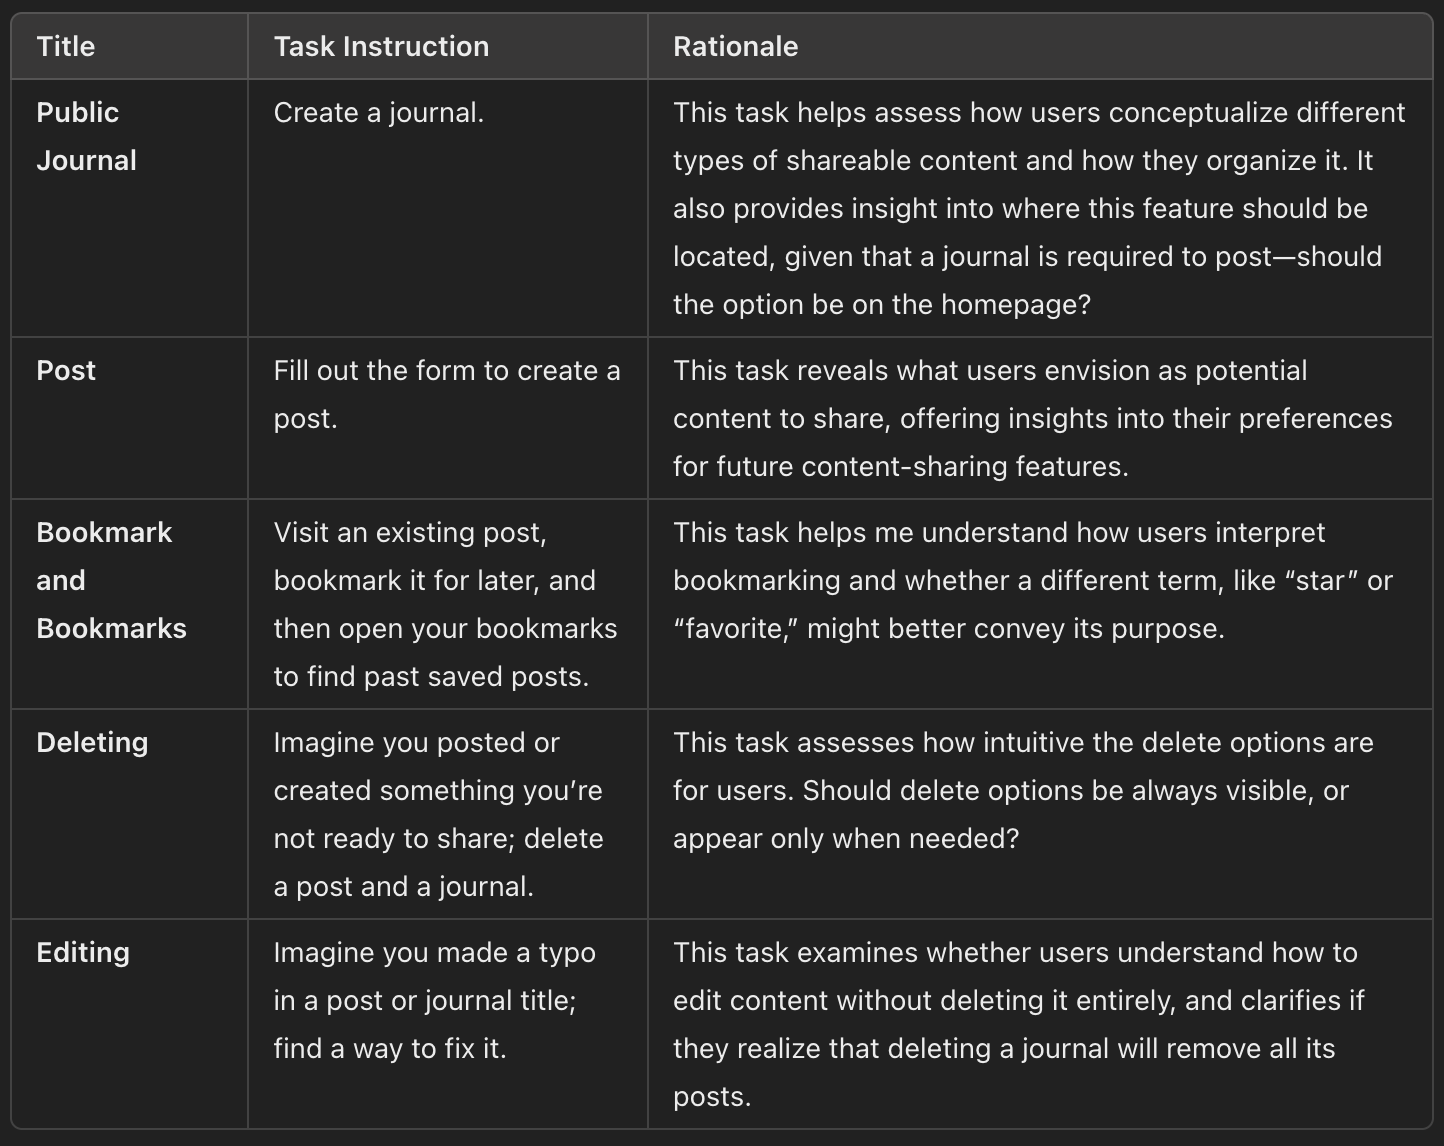 Title
Task Instruction
Rationale
Public
Journal
Create a journal.
This task helps assess how users conceptualize different
types of shareable content and how they organize it. It
also provides insight into where this feature should be
located, given that a journal is required to post—should
the option be on the homepage?
Post
Fill out the form to create a
post.
This task reveals what users envision as potential
content to share, offering insights into their preferences
for future content-sharing features.
Bookmark
and
Bookmarks
Visit an existing post,
bookmark it for later, and
then open your bookmarks
to find past saved posts.
This task helps me understand how users interpret
bookmarking and whether a different term, like “star” or
“favorite,” might better convey its purpose.
Deleting
Imagine you posted or
created something you’re
not ready to share; delete
a post and a journal.
This task assesses how intuitive the delete options are
for users. Should delete options be always visible, or
appear only when needed?
Editing
Imagine you made a typo
in a post or journal title;
find a way to fix it.
This task examines whether users understand how to
edit content without deleting it entirely, and clarifies if
they realize that deleting a journal will remove all its
posts.